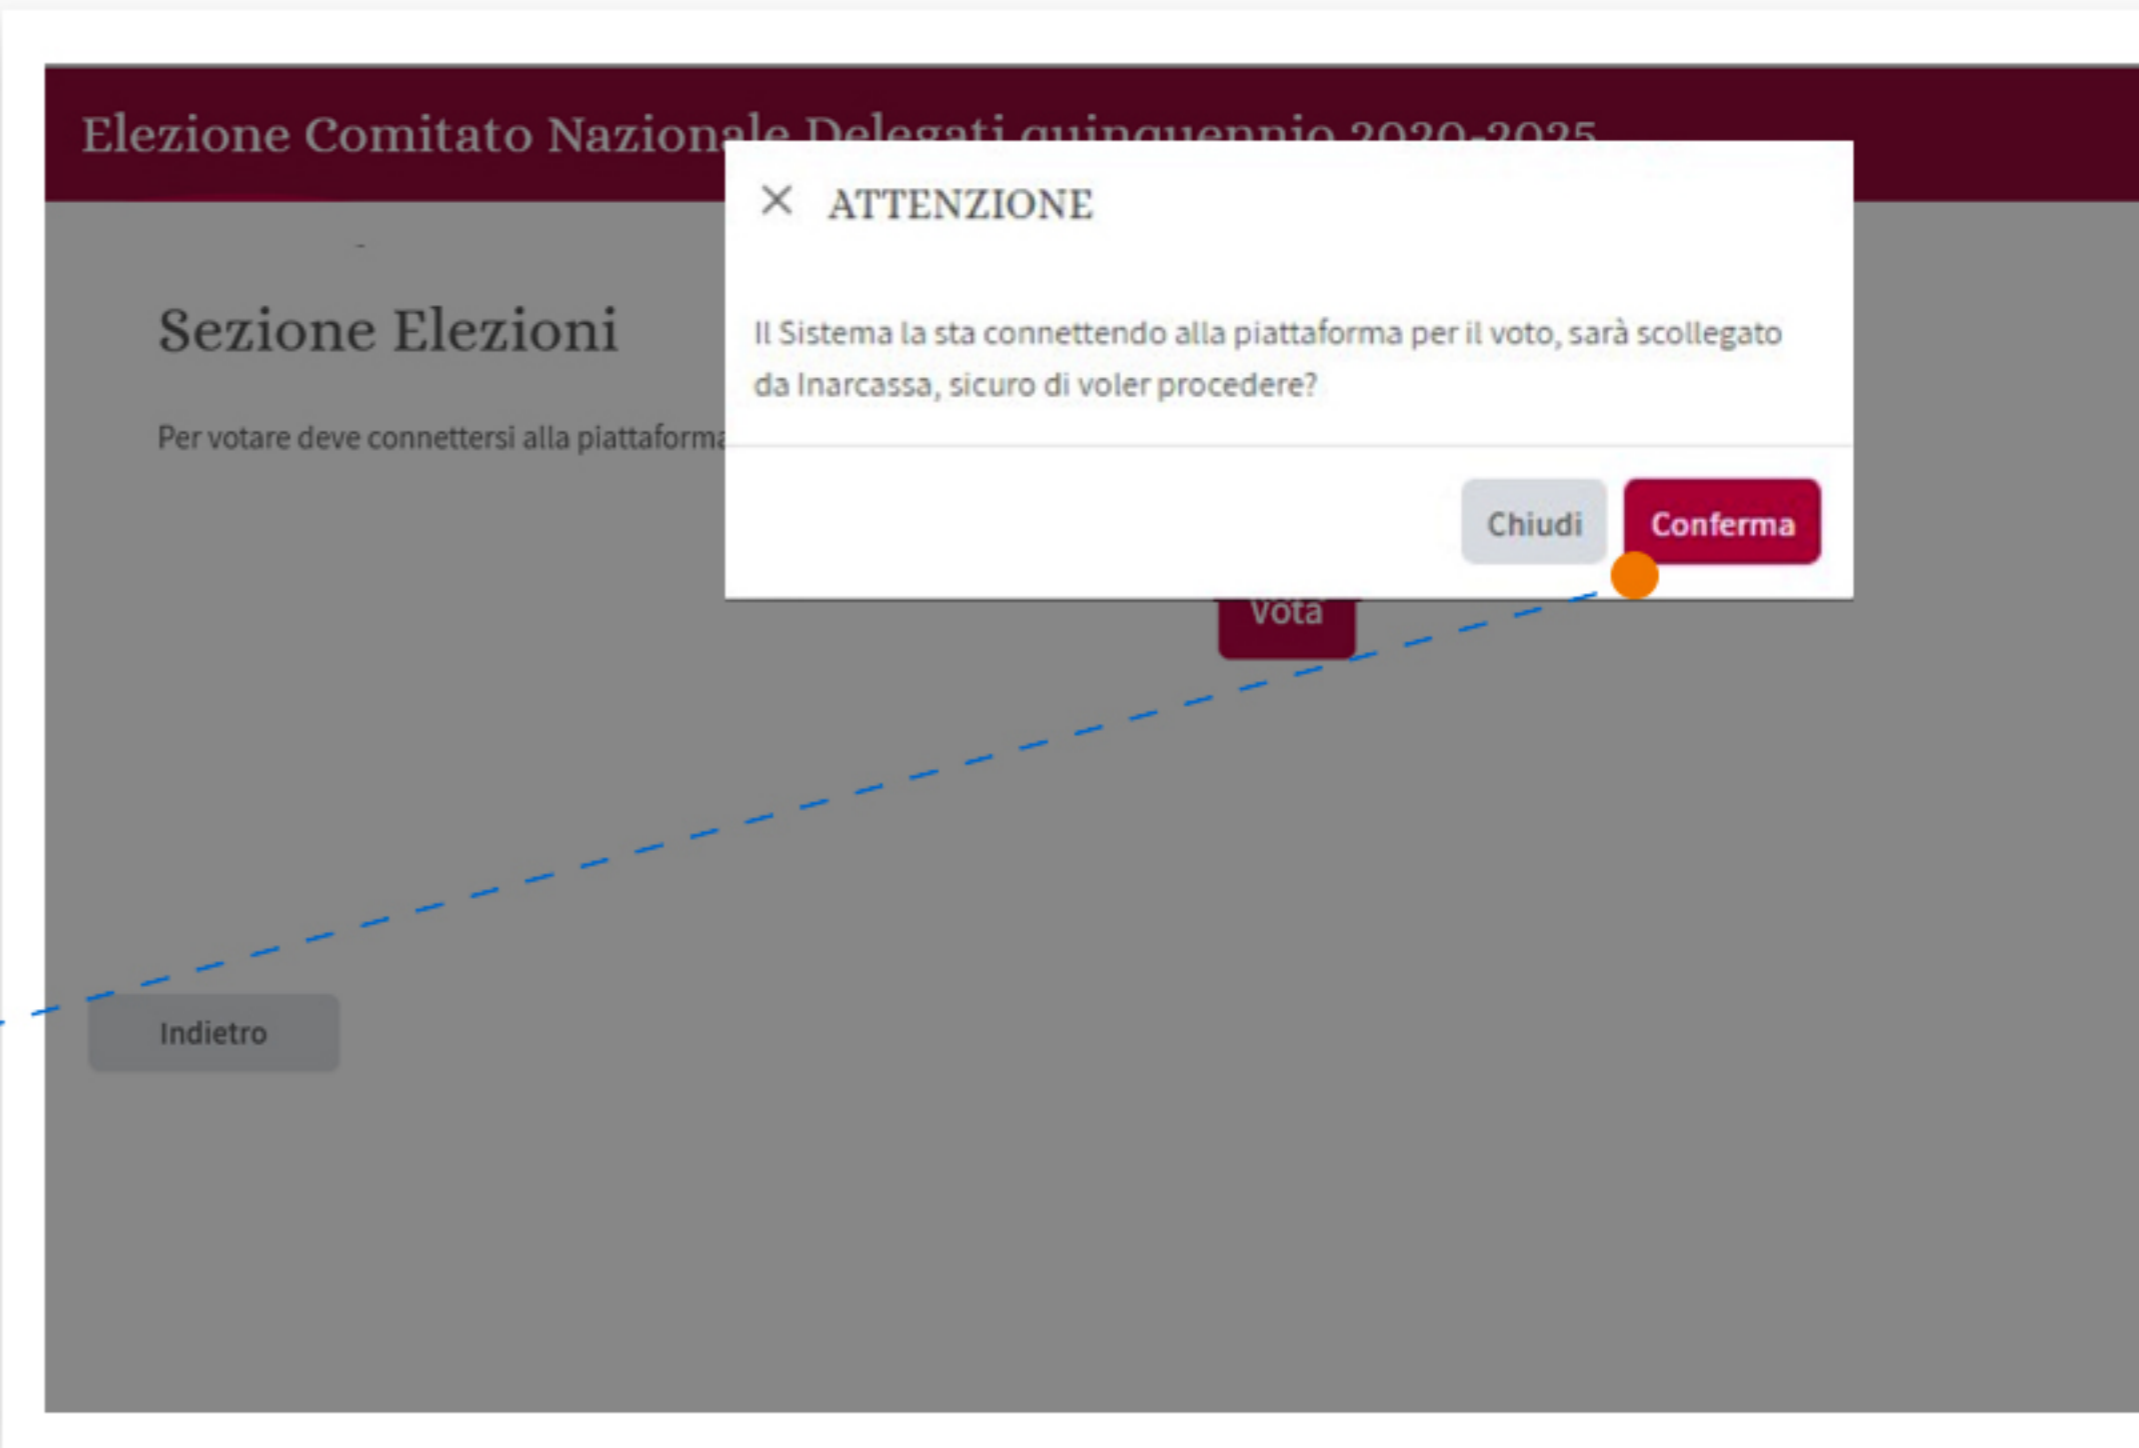 Elezione Comitato Nazionale Delegati quinquennio 2020-2025
ATTENZIONE
Il Sistema la sta connettendo alla piattaforma per il voto, sarà scollegato
da Inarcassa, sicuro di voler procedere?
Chiudi Conferma
Sezione Elezioni
Per votare deve connettersi alla piattaforma
Vota
Indietro